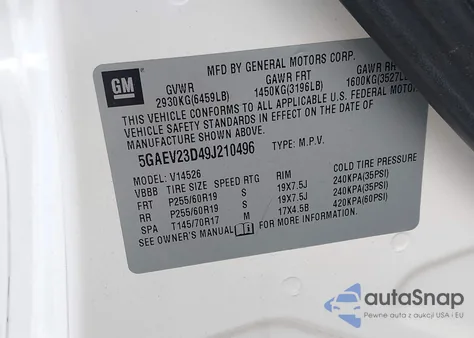 MFD BY GENERAL MOTORS CORP.
GM
GVWR GAWR FRT GAWR RR
2930KG(6459LB) 1450KG(3196LB) 1600KG(3527LB
THIS VEHICLE CONFORMS TO ALL APPLICABLE U.S. FEDERAL MOTOR
VEHICLE SAFETY STANDARDS IN EFFECT ON THE DATE OF
MANUFACTURE SHOWN ABOVE.
5GAEV23D49J210496 TYPE: M.P.V.
MODEL: V14526
VBBB TIRE SIZE SPEED RTG RIM COLD TIRE PRESSURE
FRT P255/60R19 S 19X7.5J 240KPA(35PSI)
RR P255/60R19 S 19X7.5J 240KPA(35PSI)
SPA T145/70R17 M 17X4.5B 420KPA(60PSI)
SEE OWNER'S MANUAL FOR MORE INFORMATION.
autoSnap
Pewne auta z aukcji USA i EU